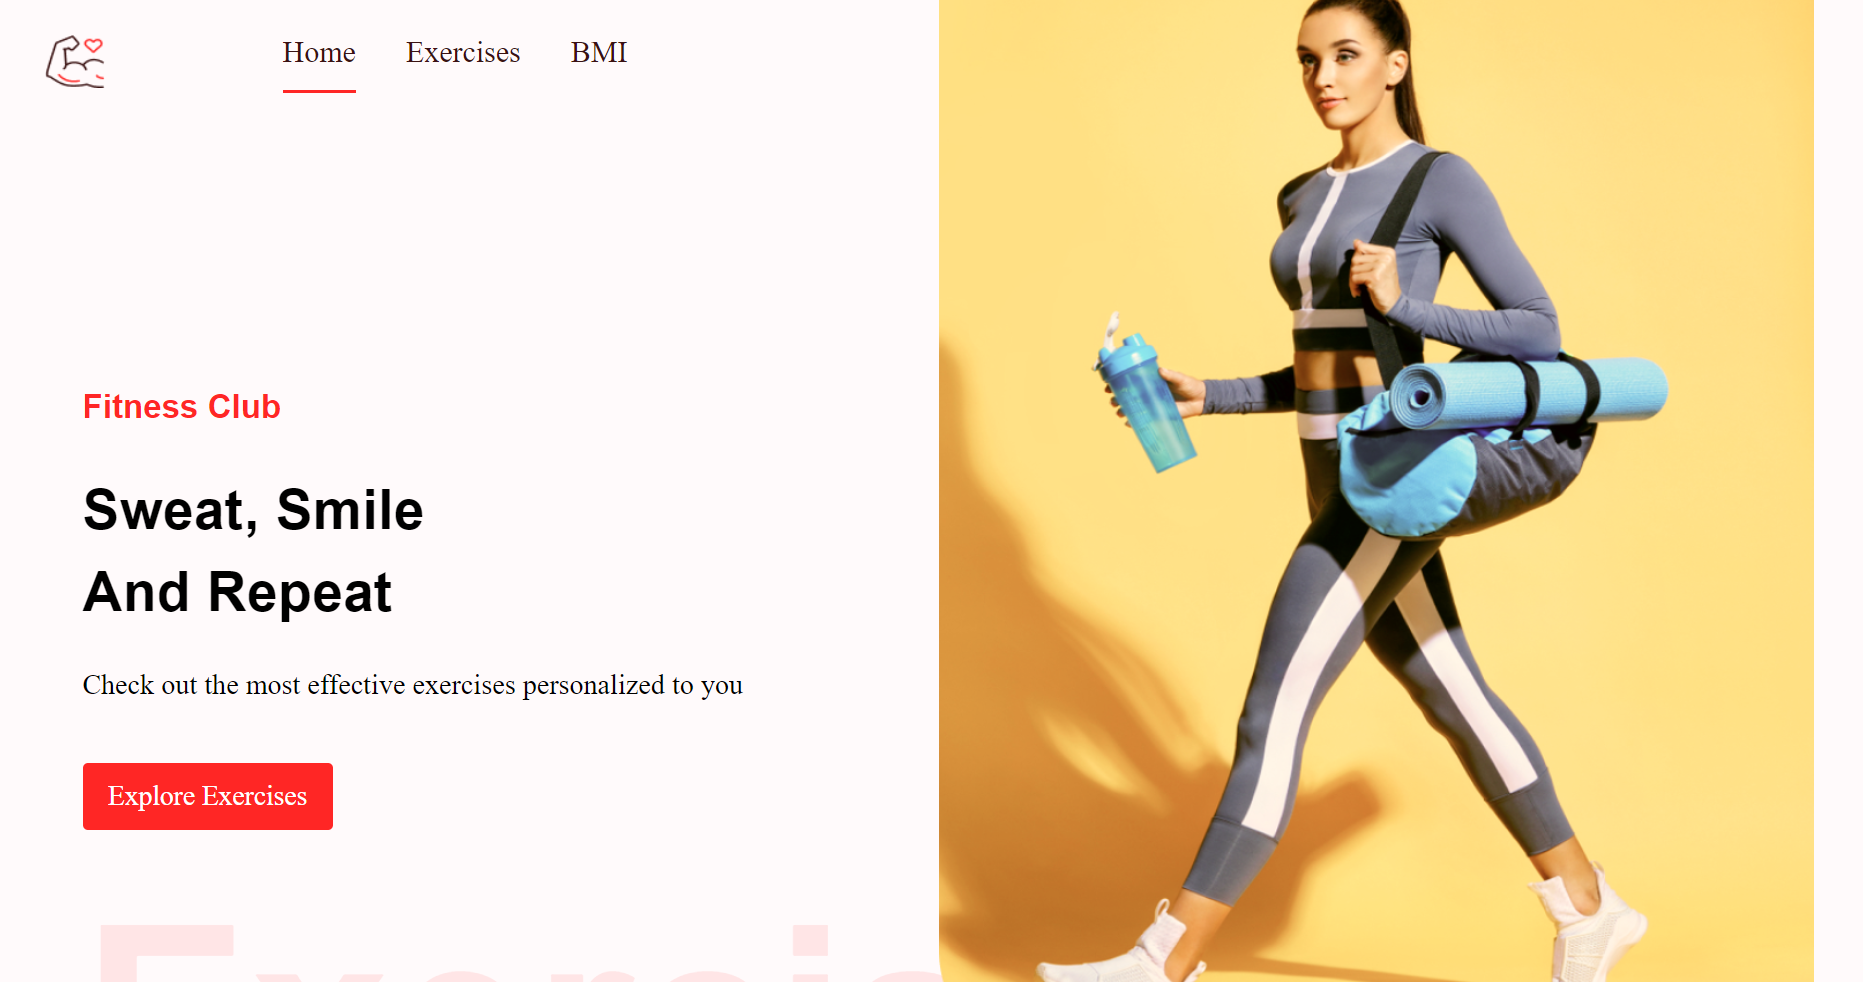 Home Exercises BMI
Fitness Club
Sweat, Smile
And Repeat
Check out the most effective exercises personalized to you
Explore Exercises